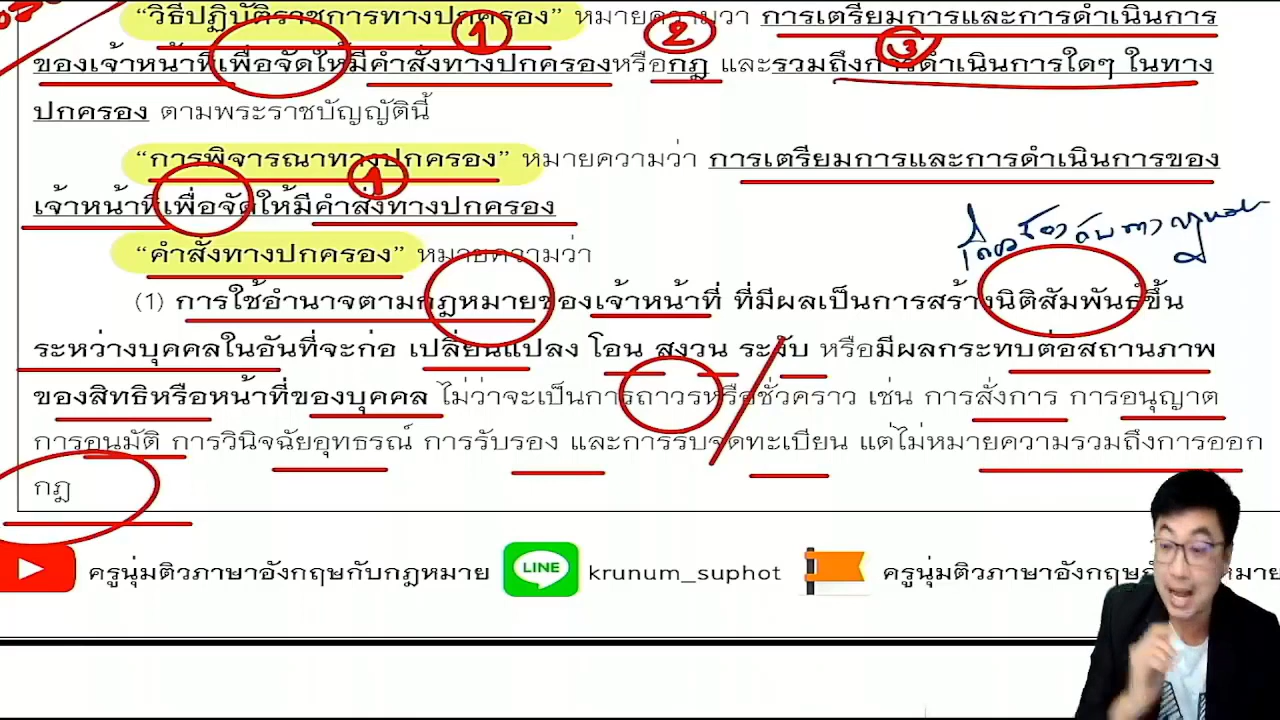 “วิธีปฏิบัติราชการทางปกครอง” หมายความว่า การเตรียมการและการดำเนินการ
ของเจ้าหน้าที่เพื่อจัดให้มีคำสั่งทางปกครองหรือกฎ และรวมถึงการดำเนินการใดๆ ในทาง
ปกครอง ตามพระราชบัญญัตินี้
“การพิจารณาทางปกครอง” หมายความว่า การเตรียมการและการดำเนินการของ
เจ้าหน้าที่เพื่อจัดให้มีคำสั่งทางปกครอง
“คำสั่งทางปกครอง” หมายความว่า
(1) การใช้อำนาจตามกฎหมายของเจ้าหน้าที่ ที่มีผลเป็นการสร้างนิติสัมพันธ์ขึ้น
ระหว่างบุคคลในอันที่จะก่อ เปลี่ยนแปลง โอน สงวน ระงับ หรือมีผลกระทบต่อสถานภาพ
ของสิทธิหรือหน้าที่ของบุคคล ไม่ว่าจะเป็นการถาวรหรือชั่วคราว เช่น การสั่งการ การอนุญาต
การอนุมัติ การวินิจฉัยอุทธรณ์ การรับรอง และการรับจดทะเบียน แต่ไม่หมายความรวมถึงการออก
กฎ
1
2
3
1
ครูนุ่มติวภาษาอังกฤษกับกฎหมาย
LINE
krunum_suphot
ครูนุ่มติวภาษาอังกฤษ